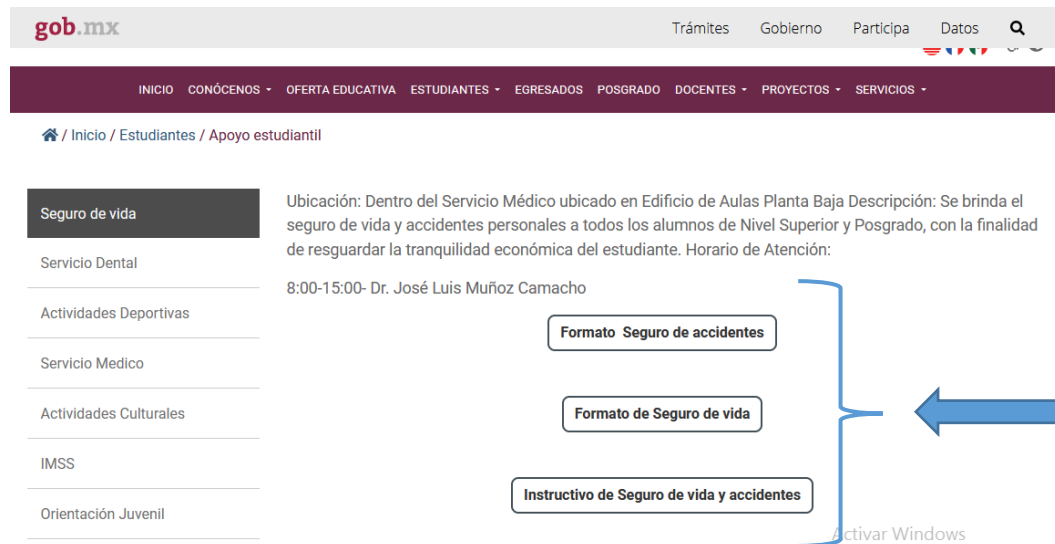 gob.mx
Trámites Gobierno Participa Datos
INICIO CONÓCENOS OFERTA EDUCATIVA ESTUDIANTES EGRESADOS POSGRADO DOCENTES PROYECTOS SERVICIOS
/ Inicio / Estudiantes / Apoyo estudiantil
Seguro de vida
Servicio Dental
Actividades Deportivas
Servicio Medico
Actividades Culturales
IMSS
Orientación Juvenil
Ubicación: Dentro del Servicio Médico ubicado en Edificio de Aulas Planta Baja Descripción: Se brinda el
seguro de vida y accidentes personales a todos los alumnos de Nivel Superior y Posgrado, con la finalidad
de resguardar la tranquilidad económica del estudiante. Horario de Atención:
8:00-15:00- Dr. José Luis Muñoz Camacho
Formato Seguro de accidentes
Formato de Seguro de vida
Instructivo de Seguro de vida y accidentes
Activar Windows